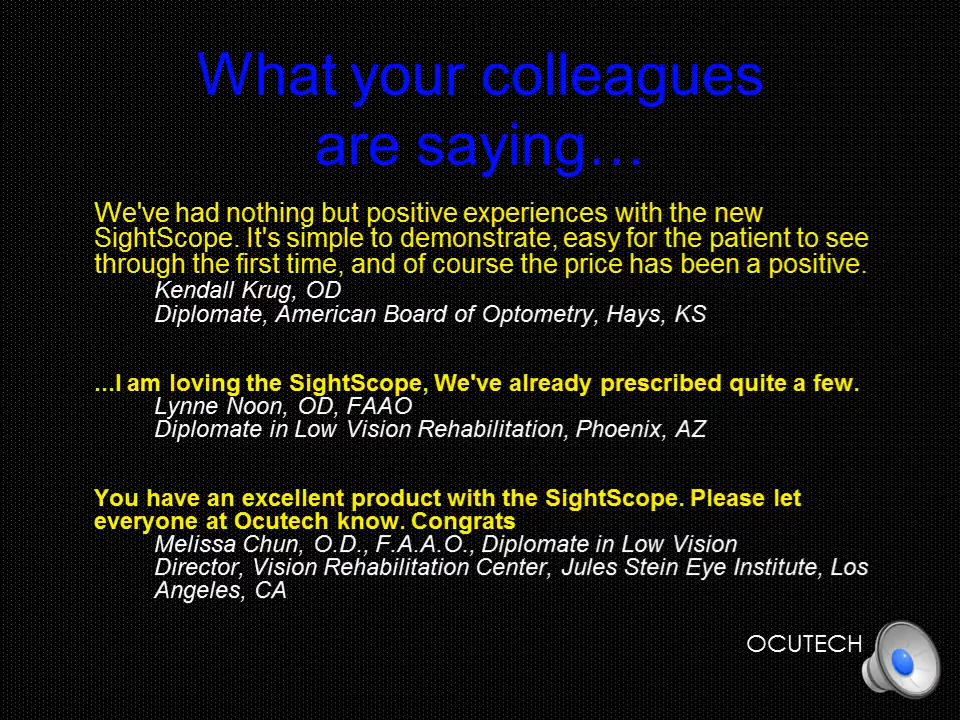 What your colleagues
are saying…
We've had nothing but positive experiences with the new
SightScope. It's simple to demonstrate, easy for the patient to see
through the first time, and of course the price has been a positive.
Kendall Krug, OD
Diplomate, American Board of Optometry, Hays, KS
...I am loving the SightScope, We've already prescribed quite a few.
Lynne Noon, OD, FAAO
Diplomate in Low Vision Rehabilitation, Phoenix, AZ
You have an excellent product with the SightScope. Please let
everyone at Ocutech know. Congrats
Melissa Chun, O.D., F.A.A.O., Diplomate in Low Vision
Director, Vision Rehabilitation Center, Jules Stein Eye Institute, Los
Angeles, CA
OCUTECH